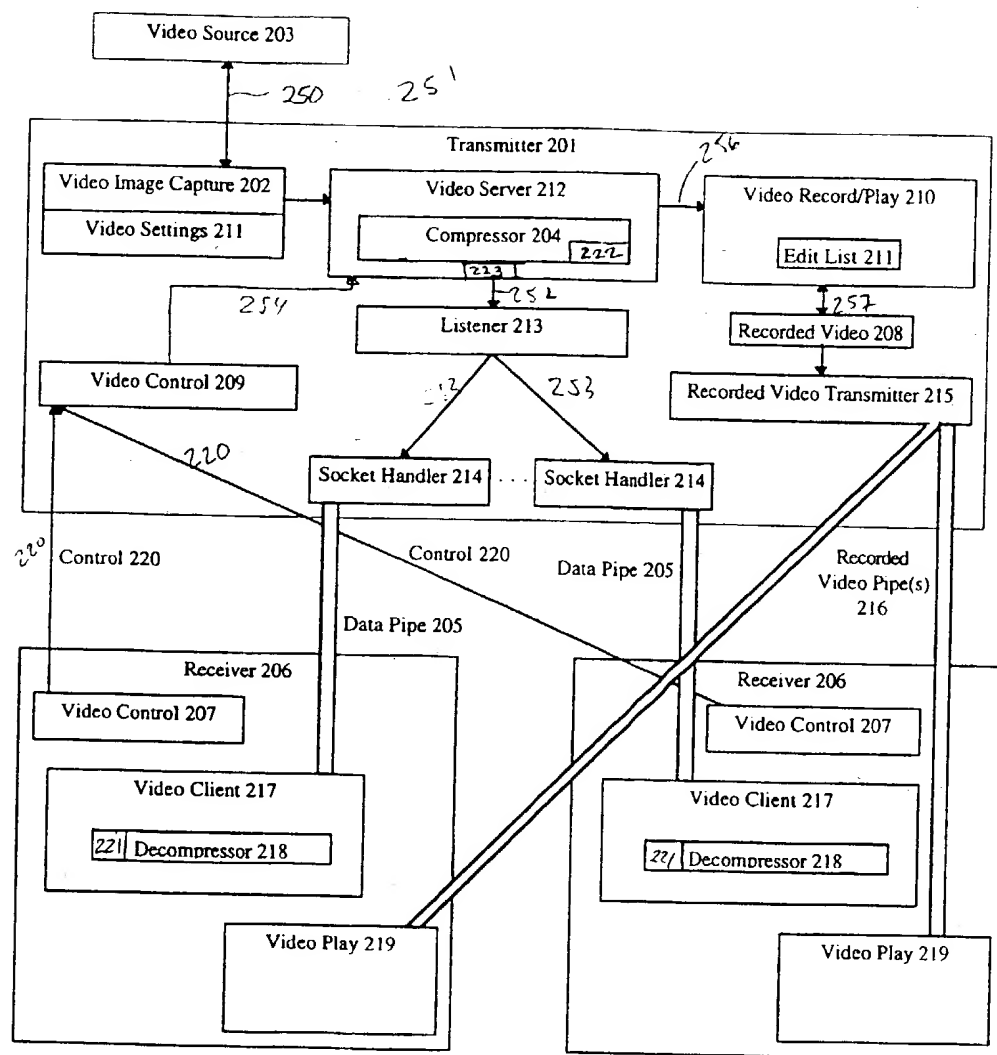 Video Source 203
250
251
Transmitter 201
256
Video Image Capture 202
Video Settings 211
Video Server 212
Compressor 204
222
223
Video Record/Play 210
Edit List 211
254
252
257
Listener 213
Recorded Video 208
Video Control 209
253
Recorded Video Transmitter 215
220
Socket Handler 214
. . . .
Socket Handler 214
220
Control 220
Control 220
Data Pipe 205
Recorded
Video Pipe(s)
216
Data Pipe 205
Receiver 206
Receiver 206
Video Control 207
Video Control 207
Video Client 217
Video Client 217
221
Decompressor 218
221
Decompressor 218
Video Play 219
Video Play 219